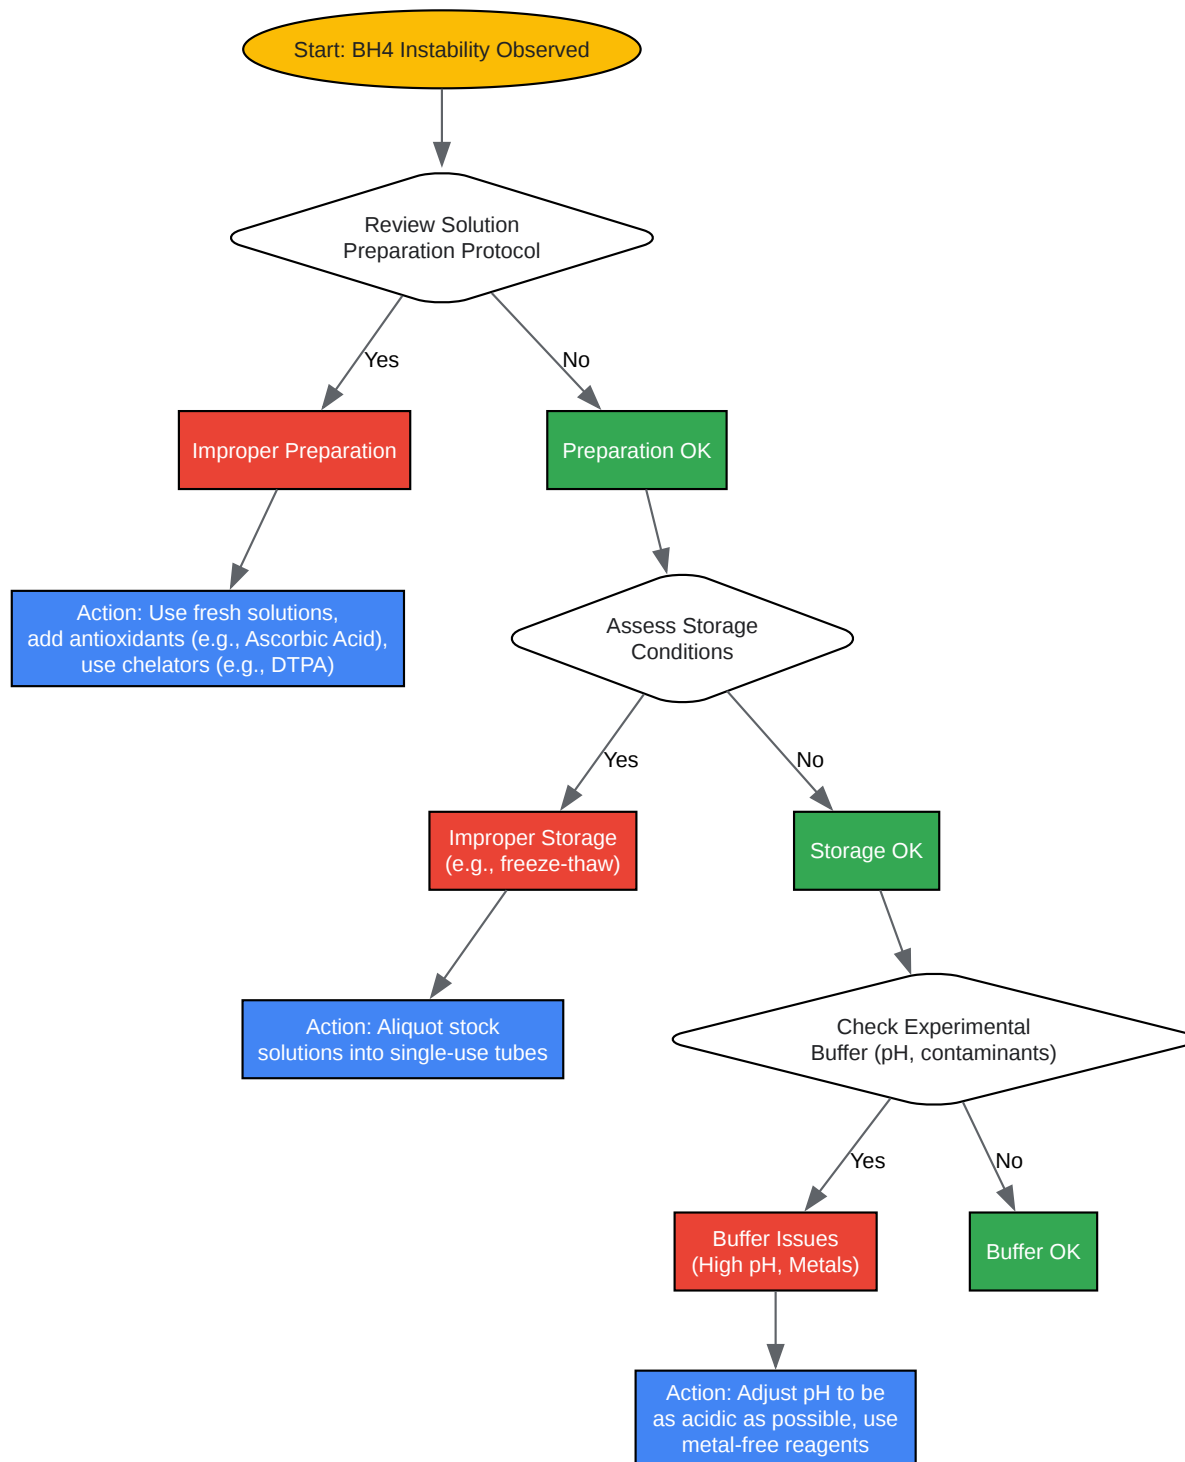 Start: BH4 Instability Observed
Review Solution
Preparation Protocol
Yes
No
Improper Preparation
Preparation OK
Action: Use fresh solutions,
add antioxidants (e.g., Ascorbic Acid),
use chelators (e.g., DTPA)
Assess Storage
Conditions
Yes
No
Improper Storage
(e.g., freeze-thaw)
Storage OK
Action: Aliquot stock
solutions into single-use tubes
Check Experimental
Buffer (pH, contaminants)
Yes
No
Buffer Issues
(High pH, Metals)
Buffer OK
Action: Adjust pH to be
as acidic as possible, use
metal-free reagents